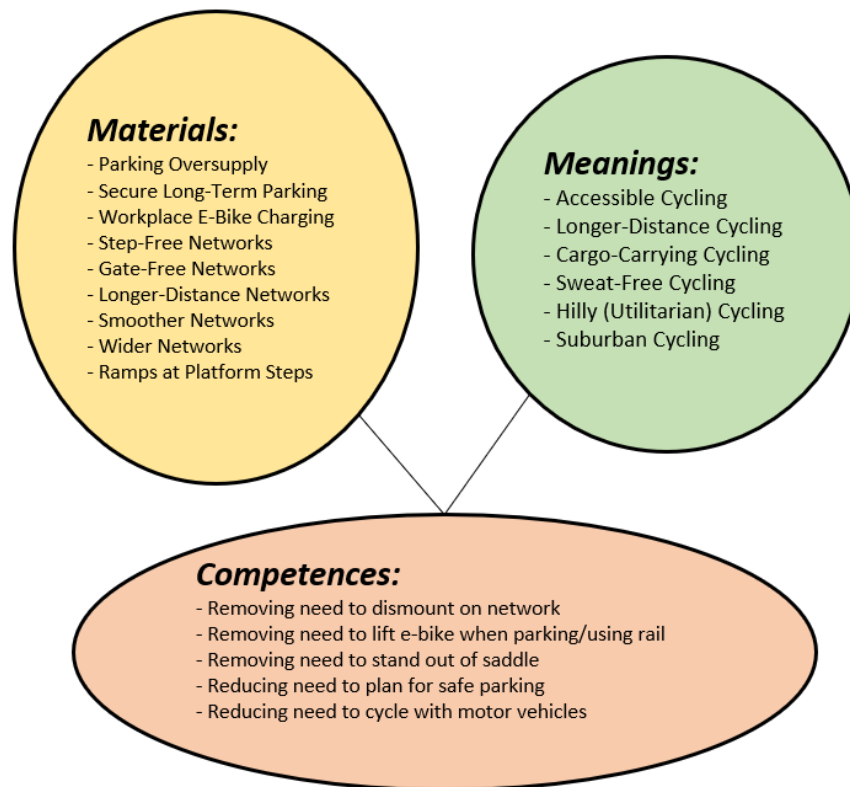 Materials:
- Parking Oversupply
- Secure Long-Term Parking
- Workplace E-Bike Charging
- Step-Free Networks
- Gate-Free Networks
- Longer-Distance Networks
- Smoother Networks
- Wider Networks
- Ramps at Platform Steps
Meanings:
- Accessible Cycling
- Longer-Distance Cycling
- Cargo-Carrying Cycling
- Sweat-Free Cycling
- Hilly (Utilitarian) Cycling
- Suburban Cycling
Competences:
- Removing need to dismount on network
- Removing need to lift e-bike when parking/using rail
- Removing need to stand out of saddle
- Reducing need to plan for safe parking
- Reducing need to cycle with motor vehicles